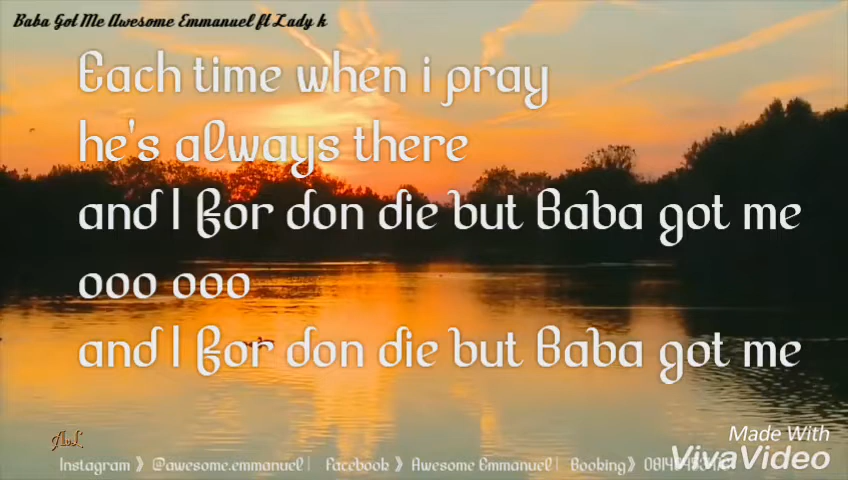 Baba Got Me Awesome Emmanuel ft Lady k
Each time when i pray
he's always there
and I for don die but Baba got me
ooo ooo
and I for don die but Baba got me
AvL
Made With
VivaVideo
Instagram 》 @awesome.emmanuel | Facebook 》 Awesome Emmanuel | Booking 》